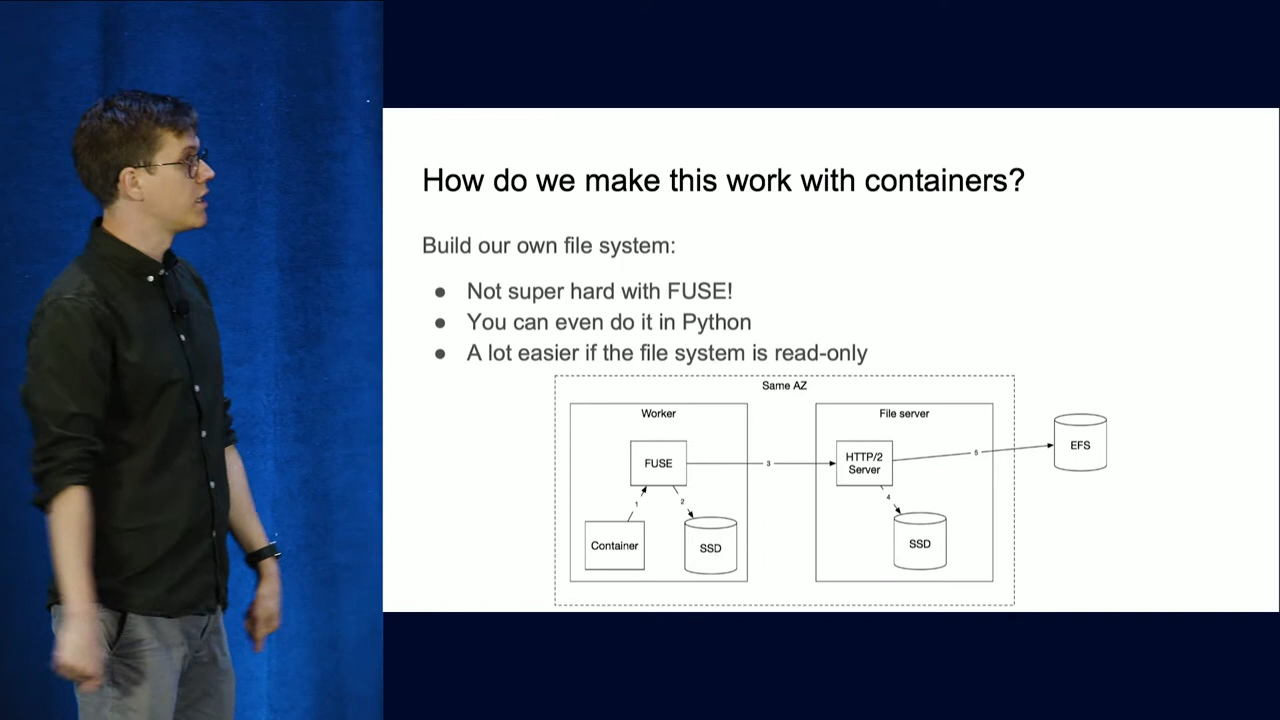 How do we make this work with containers?
Build our own file system:
● Not super hard with FUSE!
● You can even do it in Python
● A lot easier if the file system is read-only
Same AZ
Worker
File server
FUSE
3
HTTP/2
Server
5
EFS
1
2
4
Container
SSD
SSD